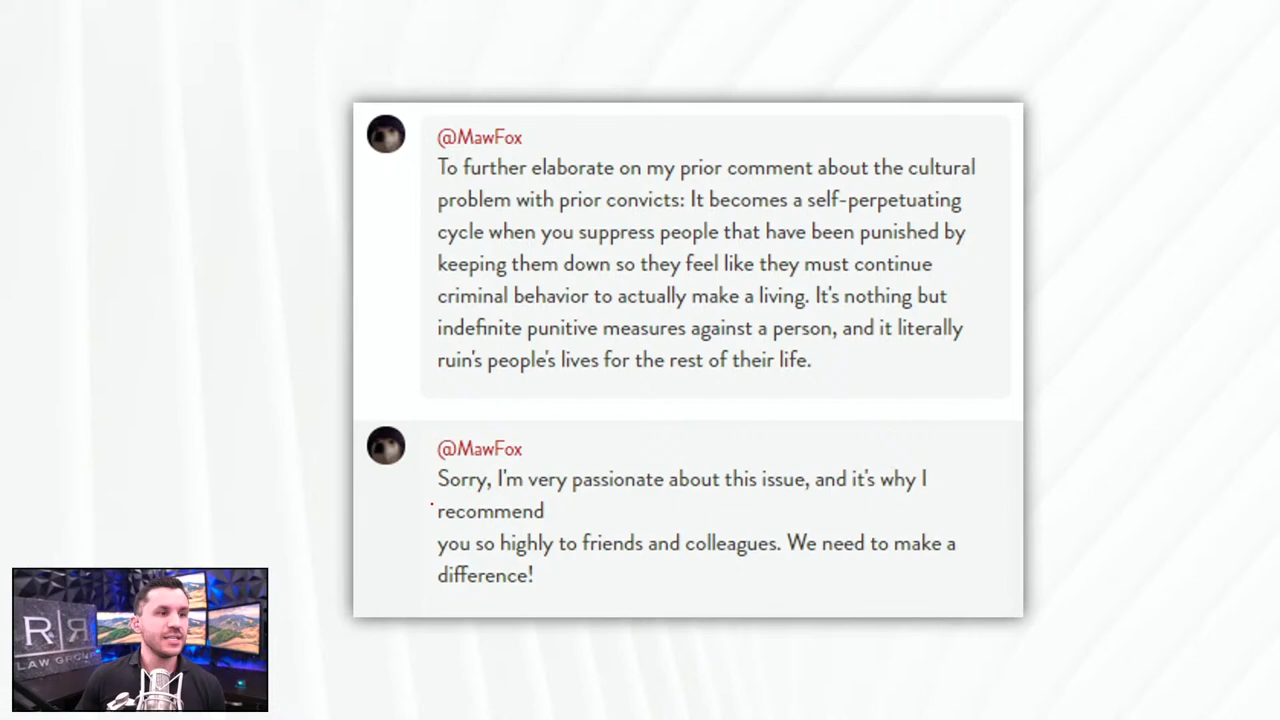 @MawFox
To further elaborate on my prior comment about the cultural
problem with prior convicts: It becomes a self-perpetuating
cycle when you suppress people that have been punished by
keeping them down so they feel like they must continue
criminal behavior to actually make a living. It's nothing but
indefinite punitive measures against a person, and it literally
ruin's people's lives for the rest of their life.
@MawFox
Sorry, I'm very passionate about this issue, and it's why I
recommend
you so highly to friends and colleagues. We need to make a
difference!
R|R
LAW GROUP